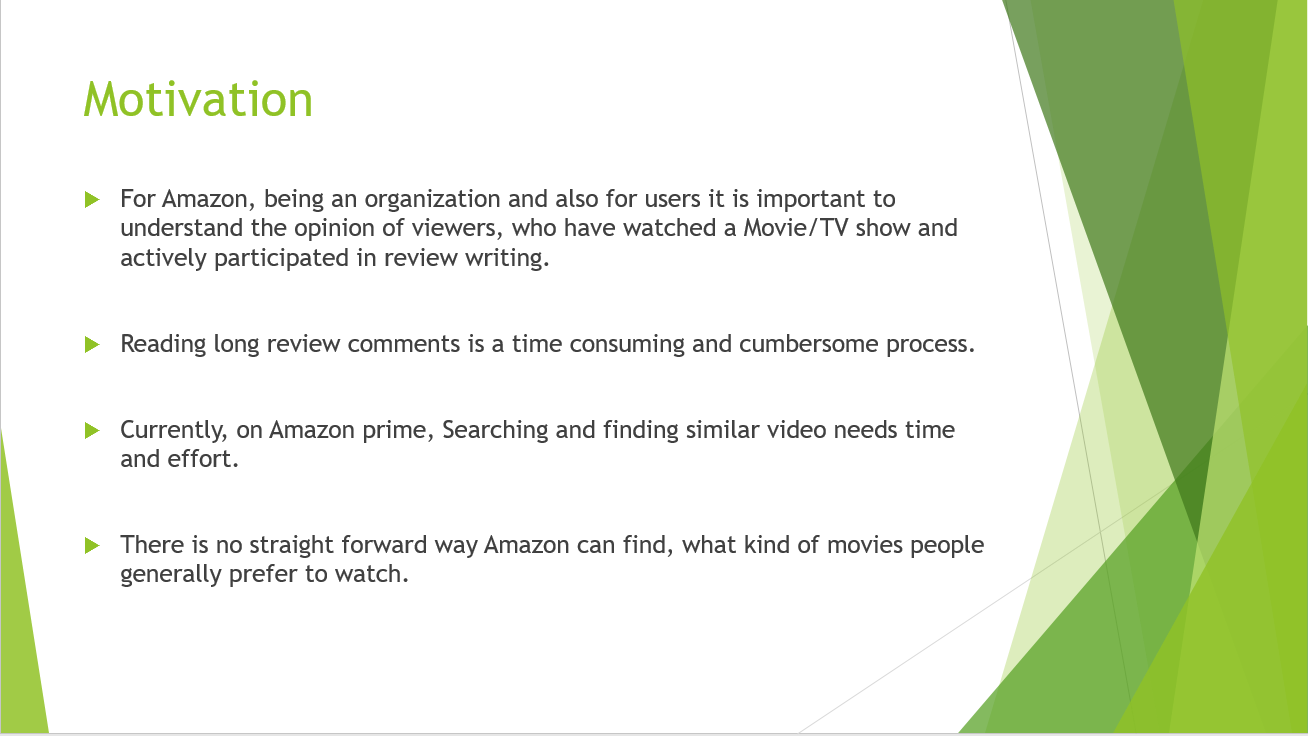 Motivation
For Amazon, being an organization and also for users it is important to
understand the opinion of viewers, who have watched a Movie/TV show and
actively participated in review writing.
Reading long review comments is a time consuming and cumbersome process.
Currently, on Amazon prime, Searching and finding similar video needs time
and effort.
There is no straight forward way Amazon can find, what kind of movies people
generally prefer to watch.